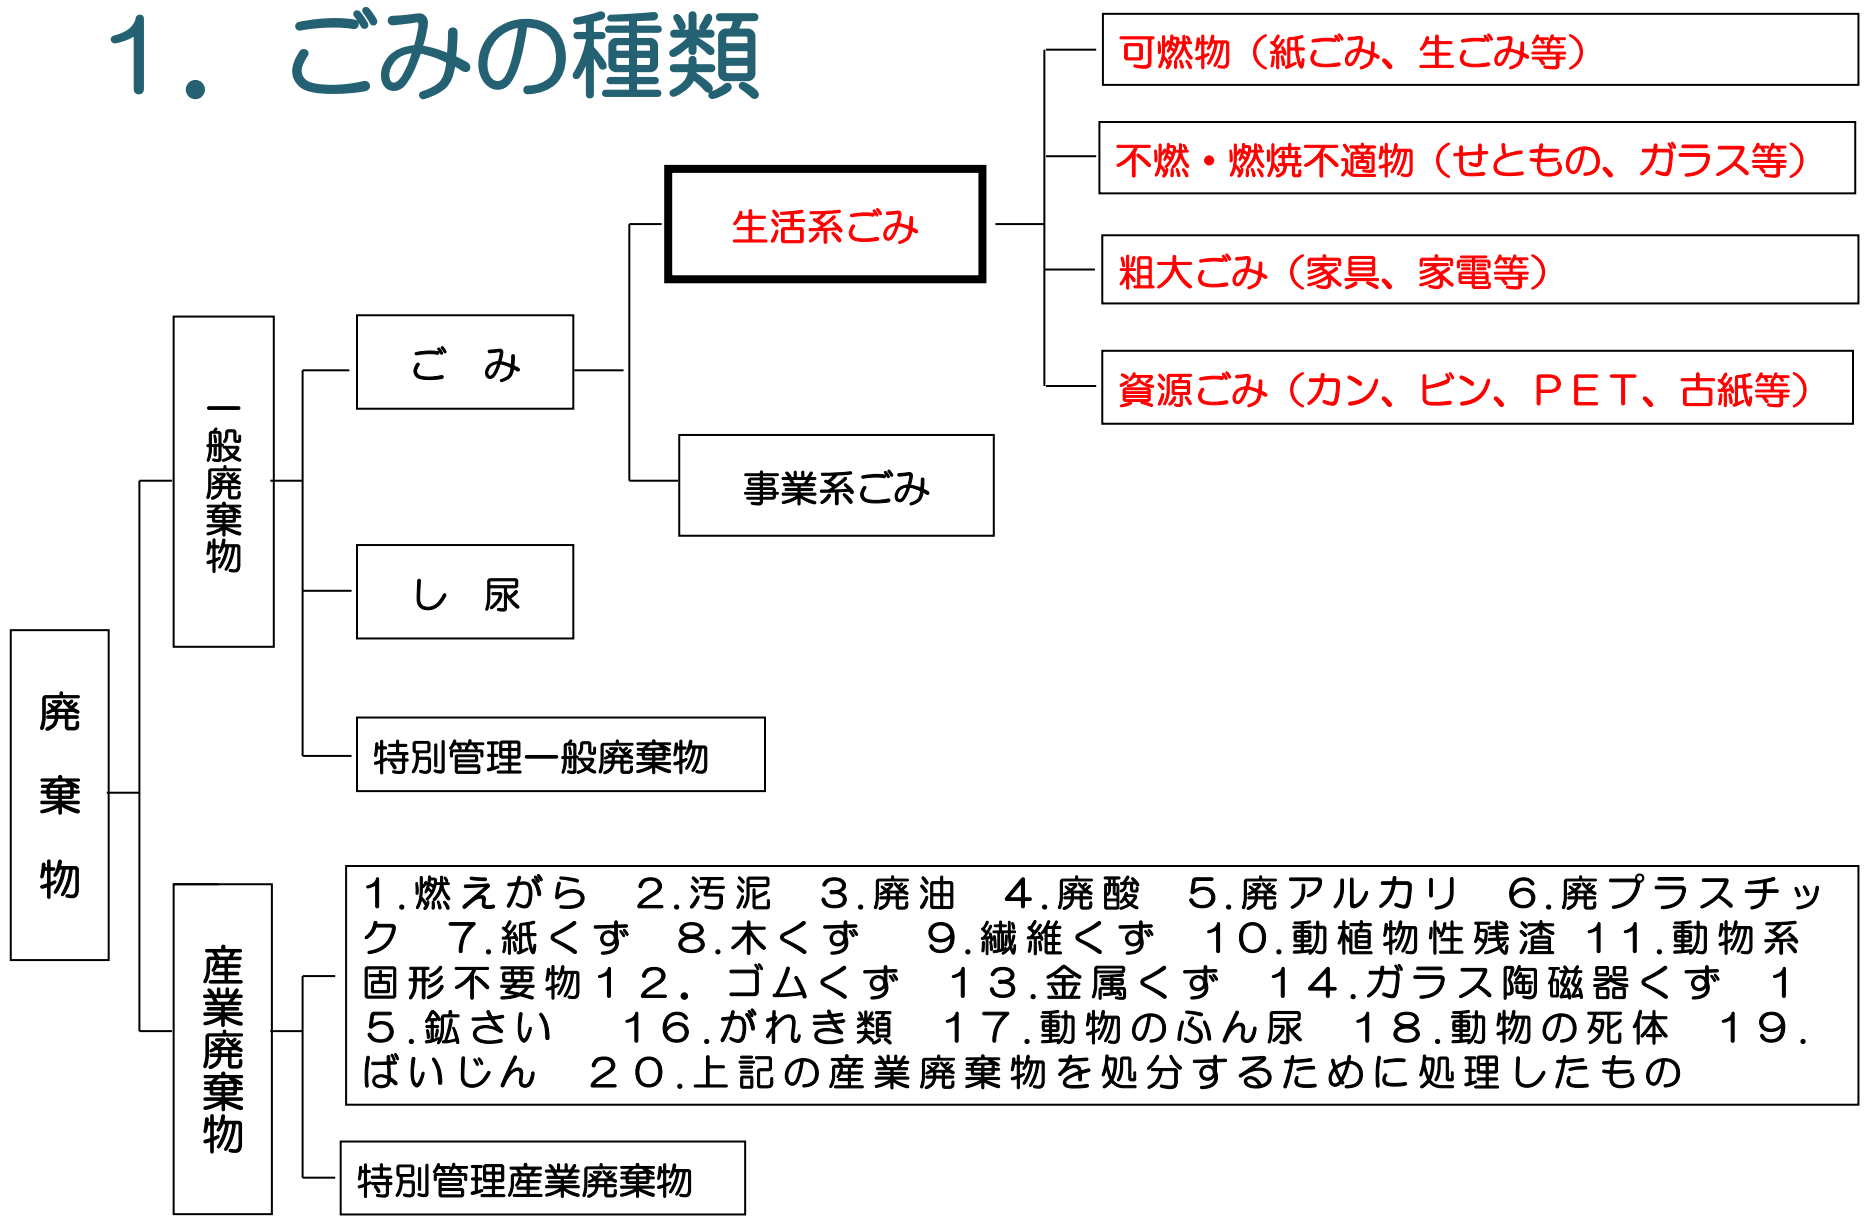 １．ごみの種類
可燃物（紙ごみ、生ごみ等）
不燃・燃焼不適物（せともの、ガラス等）
生活系ごみ
粗大ごみ（家具、家電等）
ごみ
資源ごみ（カン、ビン、ＰＥＴ、古紙等）
一般廃棄物
事業系ごみ
し尿
廃棄物
特別管理一般廃棄物
産業廃棄物
１.燃えがら　２.汚泥　３.廃油　４.廃酸　５.廃アルカリ　６.廃プラスチッ
ク　７.紙くず　８.木くず　９.繊維くず　１０.動植物性残渣 １１.動物系
固形不要物１２．ゴムくず　１３.金属くず　１４.ガラス陶磁器くず　１
５.鉱さい　１６.がれき類　１７.動物のふん尿　１８.動物の死体　１９.
ばいじん　２０.上記の産業廃棄物を処分するために処理したもの
特別管理産業廃棄物